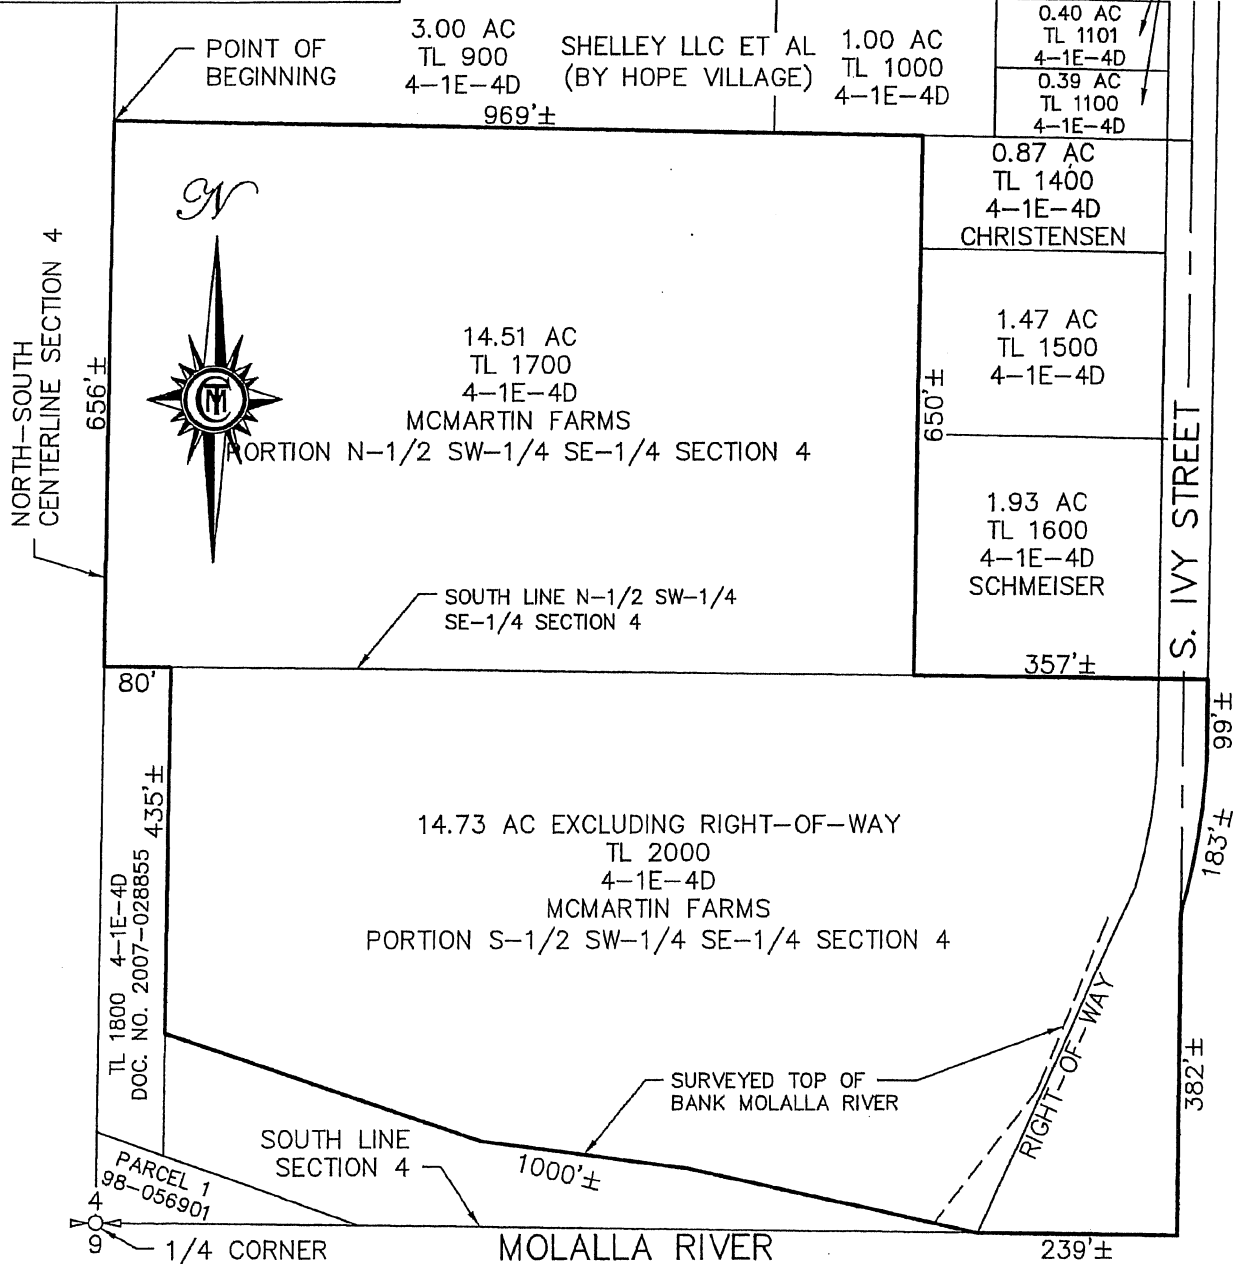 POINT OF
BEGINNING
3.00 AC
TL 900
4-1E-4D
SHELLEY LLC ET AL
(BY HOPE VILLAGE)
1.00 AC
TL 1000
4-1E-4D
0.40 AC
TL 1101
4-1E-4D
0.39 AC
TL 1100
4-1E-4D
969'±
N
0.87 AC
TL 1400
4-1E-4D
CHRISTENSEN
NORTH-SOUTH
CENTERLINE SECTION 4
656'±
14.51 AC
TL 1700
4-1E-4D
MCMARTIN FARMS
PORTION N-1/2 SW-1/4 SE-1/4 SECTION 4
650'±
1.47 AC
TL 1500
4-1E-4D
1.93 AC
TL 1600
4-1E-4D
SCHMEISER
S. IVY STREET
SOUTH LINE N-1/2 SW-1/4
SE-1/4 SECTION 4
357'±
80'
99'±
183'±
435'±
TL 1800 4-1E-4D
DOC. NO. 2007-028855
14.73 AC EXCLUDING RIGHT-OF-WAY
TL 2000
4-1E-4D
MCMARTIN FARMS
PORTION S-1/2 SW-1/4 SE-1/4 SECTION 4
RIGHT-OF-WAY
382'±
SURVEYED TOP OF
BANK MOLALLA RIVER
SOUTH LINE
SECTION 4
1000'±
PARCEL 1
98-056901
4
9
1/4 CORNER
MOLALLA RIVER
239'±